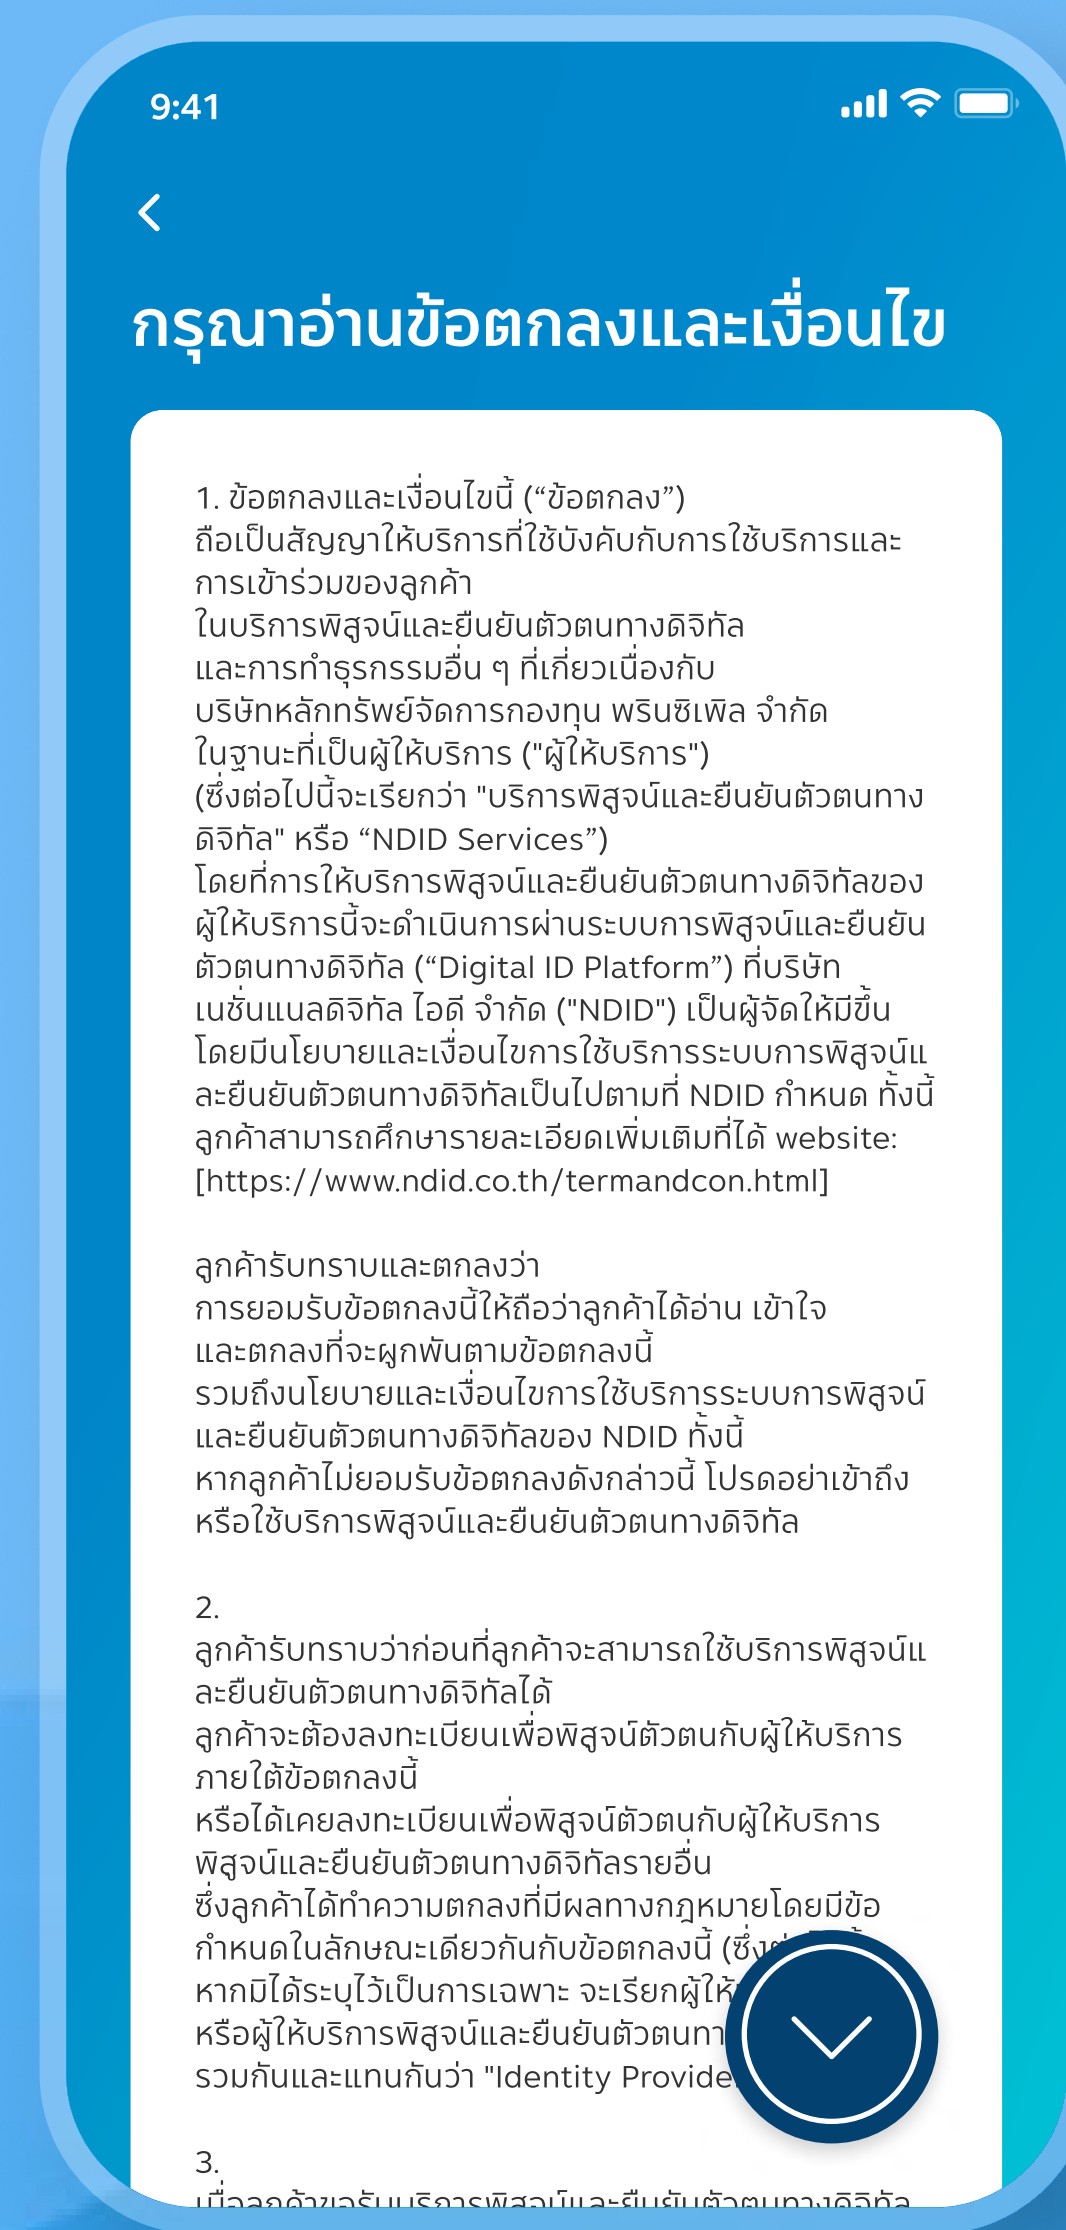 9:41
กรุณาอ่านข้อตกลงและเงื่อนไข
1. ข้อตกลงและเงื่อนไขนี้ (“ข้อตกลง”)
ถือเป็นสัญญาให้บริการที่ใช้บังคับกับการใช้บริการและ
การเข้าร่วมของลูกค้า
ในบริการพิสูจน์และยืนยันตัวตนทางดิจิทัล
และการทำธุรกรรมอื่น ๆ ที่เกี่ยวเนื่องกับ
บริษัทหลักทรัพย์จัดการกองทุน พรินซิเพิล จำกัด
ในฐานะที่เป็นผู้ให้บริการ ("ผู้ให้บริการ")
(ซึ่งต่อไปนี้จะเรียกว่า "บริการพิสูจน์และยืนยันตัวตนทาง
ดิจิทัล" หรือ “NDID Services”)
โดยที่การให้บริการพิสูจน์และยืนยันตัวตนทางดิจิทัลของ
ผู้ให้บริการนี้จะดำเนินการผ่านระบบการพิสูจน์และยืนยัน
ตัวตนทางดิจิทัล (“Digital ID Platform”) ที่บริษัท
เนชั่นแนลดิจิทัล ไอดี จำกัด ("NDID") เป็นผู้จัดให้มีขึ้น
โดยมีนโยบายและเงื่อนไขการใช้บริการระบบการพิสูจน์แ
ละยืนยันตัวตนทางดิจิทัลเป็นไปตามที่ NDID กำหนด ทั้งนี้
ลูกค้าสามารถศึกษารายละเอียดเพิ่มเติมที่ได้ website:
[https://www.ndid.co.th/termandcon.html]
ลูกค้ารับทราบและตกลงว่า
การยอมรับข้อตกลงนี้ให้ถือว่าลูกค้าได้อ่าน เข้าใจ
และตกลงที่จะผูกพันตามข้อตกลงนี้
รวมถึงนโยบายและเงื่อนไขการใช้บริการระบบการพิสูจน์
และยืนยันตัวตนทางดิจิทัลของ NDID ทั้งนี้
หากลูกค้าไม่ยอมรับข้อตกลงดังกล่าวนี้ โปรดอย่าเข้าถึง
หรือใช้บริการพิสูจน์และยืนยันตัวตนทางดิจิทัล
2.
ลูกค้ารับทราบว่าก่อนที่ลูกค้าจะสามารถใช้บริการพิสูจน์แ
ละยืนยันตัวตนทางดิจิทัลได้
ลูกค้าจะต้องลงทะเบียนเพื่อพิสูจน์ตัวตนกับผู้ให้บริการ
ภายใต้ข้อตกลงนี้
หรือได้เคยลงทะเบียนเพื่อพิสูจน์ตัวตนกับผู้ให้บริการ
พิสูจน์และยืนยันตัวตนทางดิจิทัลรายอื่น
ซึ่งลูกค้าได้ทำความตกลงที่มีผลทางกฎหมายโดยมีข้อ
กำหนดในลักษณะเดียวกันกับข้อตกลงนี้ (ซึ่ง
หากมิได้ระบุไว้เป็นการเฉพาะ จะเรียกผู้ให้
หรือผู้ให้บริการพิสูจน์และยืนยันตัวตนทา
รวมกันและแทนกันว่า "Identity Provide
3.
เมื่อลูกค้าขอรับบริการพิสูจน์และยืนยันตัวตนทางดิจิทัล